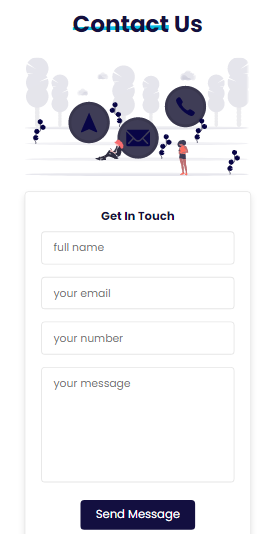 Contact Us
Get In Touch
full name
your email
your number
your message
Send Message